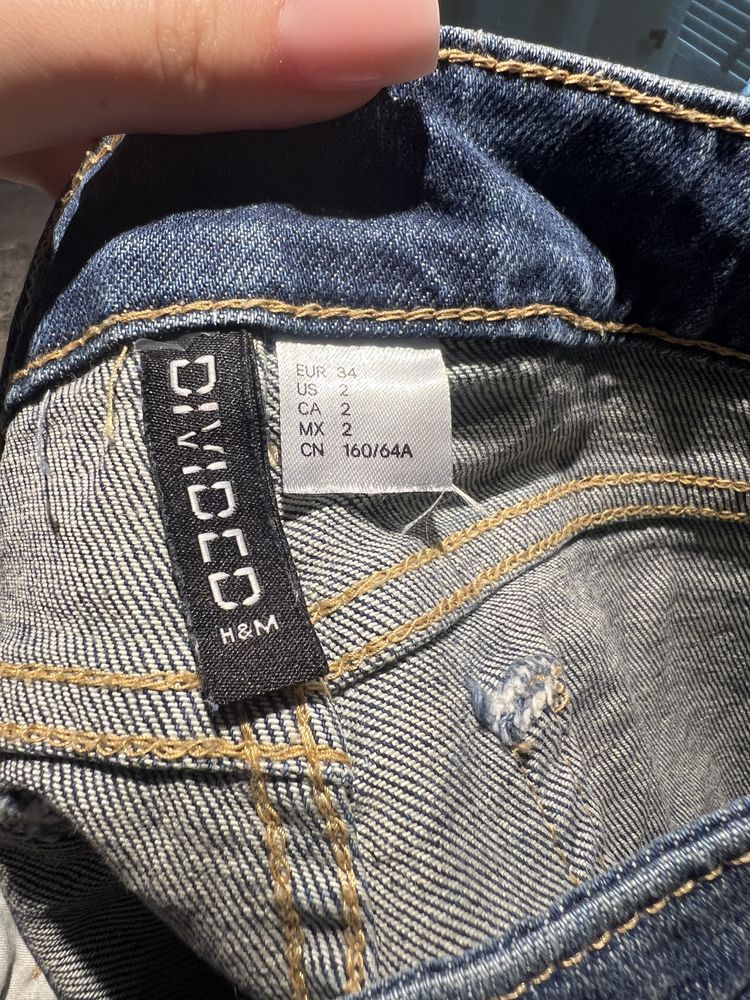 DIVIDED
H&M
EUR 34
US 2
CA 2
MX 2
CN 160/64A